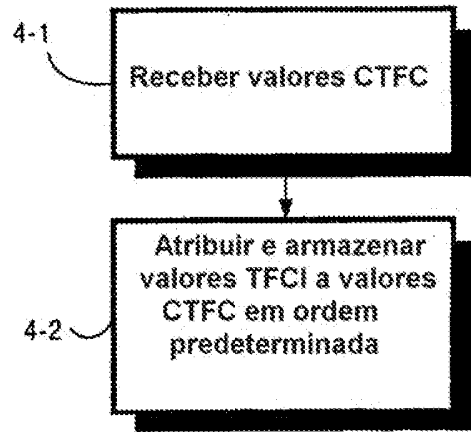 4-1
Receber valores CTFC
Atribuir e armazenar
valores TFCI a valores
CTFC em ordem
predeterminada
4-2